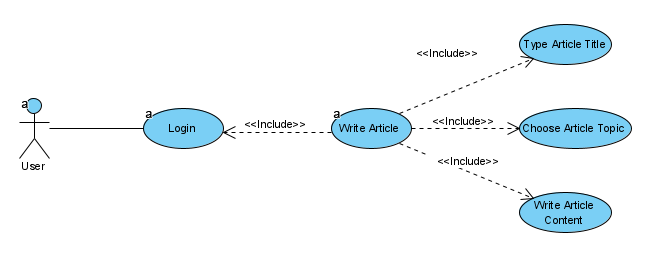 Type Article Title
<<Include>>
a
a
Login
<<Include>>
a
Write Article
<<Include>>
Choose Article Topic
<<Include>>
User
Write Article
Content